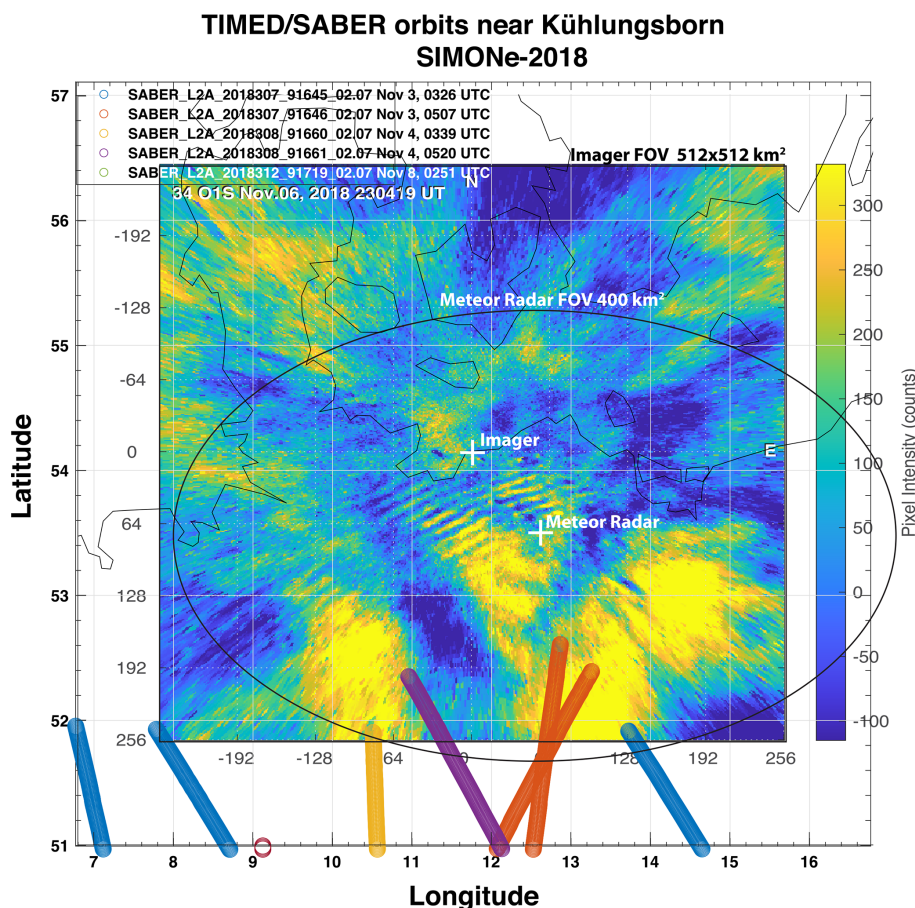 TIMED/SABER orbits near Kühlungsborn
SIMONe-2018
SABER_L2A_2018307_91645_02.07 Nov 3, 0326 UTC
SABER_L2A_2018307_91646_02.07 Nov 3, 0507 UTC
SABER_L2A_2018308_91660_02.07 Nov 4, 0339 UTC
SABER_L2A_2018308_91661_02.07 Nov 4, 0520 UTC
SABER_L2A_2018312_91719_02.07 Nov 8, 0251 UTC
Imager FOV 512x512 km²
34 O1S Nov.06, 2018 230419 UT
N
Meteor Radar FOV 400 km²
Imager
E
Meteor Radar
57
56
55
54
53
52
51
-192
-128
-64
0
64
128
192
256
-192
-128
64
0
128
192
256
7
8
9
10
11
12
13
14
15
16
Latitude
Longitude
300
250
200
150
100
50
0
-50
-100
Pixel Intensity (counts)